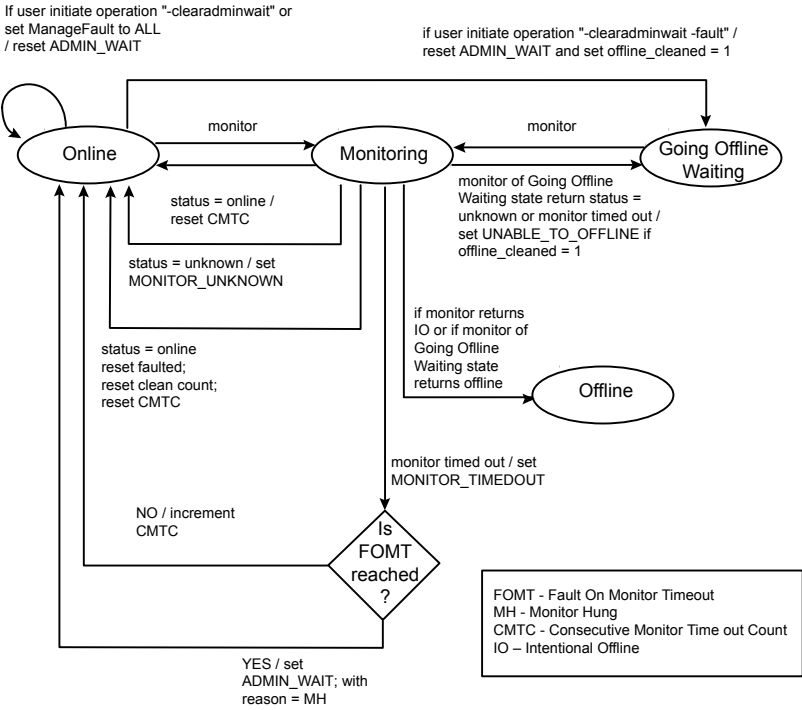 If user initiate operation "-clearadminwait" or
set ManageFault to ALL
/ reset ADMIN_WAIT
if user initiate operation "-clearadminwait -fault" /
reset ADMIN_WAIT and set offline_cleaned = 1
monitor
monitor
Online
Monitoring
Going Offline
Waiting
status = online /
reset CMTC
monitor of Going Offline
Waiting state return status =
unknown or monitor timed out /
set UNABLE_TO_OFFLINE if
offline_cleaned = 1
status = unknown / set
MONITOR_UNKNOWN
if monitor returns
IO or if monitor of
Going Oflline
Waiting state
returns offline
status = online
reset faulted;
reset clean count;
reset CMTC
Offline
monitor timed out / set
MONITOR_TIMEDOUT
NO / increment
CMTC
Is
FOMT
reached
?
FOMT - Fault On Monitor Timeout
MH - Monitor Hung
CMTC - Consecutive Monitor Time out Count
IO – Intentional Offline
YES / set
ADMIN_WAIT; with
reason = MH